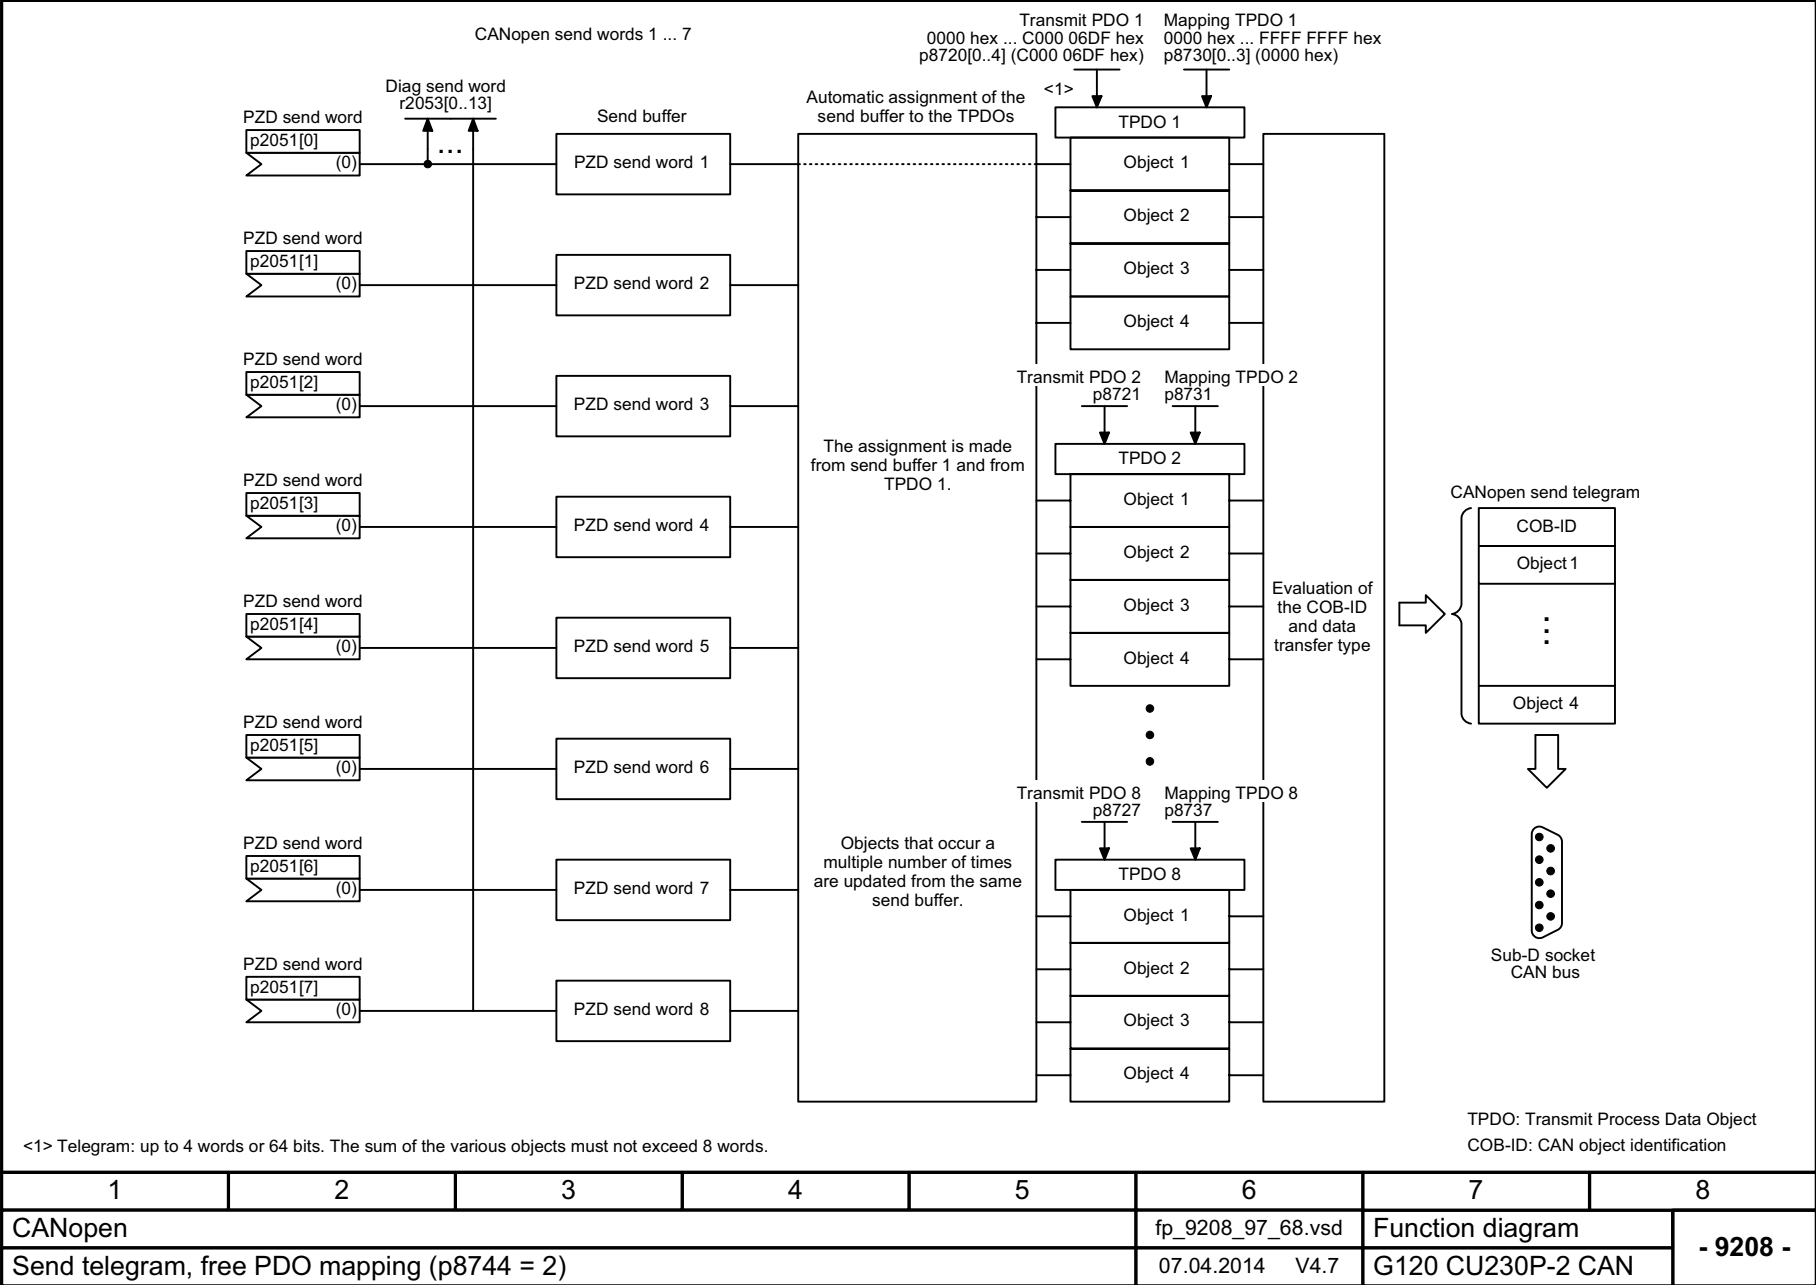 CANopen send words 1 ... 7
Transmit PDO 1
0000 hex ... C000 06DF hex
p8720[0..4] (C000 06DF hex)
Mapping TPDO 1
0000 hex ... FFFF FFFF hex
p8730[0..3] (0000 hex)
Diag send word
r2053[0..13]
...
Send buffer
Automatic assignment of the
send buffer to the TPDOs
<1>
PZD send word
p2051[0]
(0)
PZD send word 1
PZD send word
p2051[1]
(0)
PZD send word 2
PZD send word
p2051[2]
(0)
PZD send word 3
PZD send word
p2051[3]
(0)
PZD send word 4
PZD send word
p2051[4]
(0)
PZD send word 5
PZD send word
p2051[5]
(0)
PZD send word 6
PZD send word
p2051[6]
(0)
PZD send word 7
PZD send word
p2051[7]
(0)
PZD send word 8
The assignment is made
from send buffer 1 and from
TPDO 1.
Objects that occur a
multiple number of times
are updated from the same
send buffer.
TPDO 1
Object 1
Object 2
Object 3
Object 4
Transmit PDO 2
p8721
Mapping TPDO 2
p8731
TPDO 2
Object 1
Object 2
Object 3
Object 4
Transmit PDO 8
p8727
Mapping TPDO 8
p8737
TPDO 8
Object 1
Object 2
Object 3
Object 4
Evaluation of
the COB-ID
and data
transfer type
CANopen send telegram
COB-ID
Object 1
Object 4
Sub-D socket
CAN bus
TPDO: Transmit Process Data Object
COB-ID: CAN object identification
<1> Telegram: up to 4 words or 64 bits. The sum of the various objects must not exceed 8 words.
1 2 3 4 5 6 7 8
CANopen
fp_9208_97_68.vsd
Function diagram
- 9208 -
Send telegram, free PDO mapping (p8744 = 2)
07.04.2014 V4.7
G120 CU230P-2 CAN